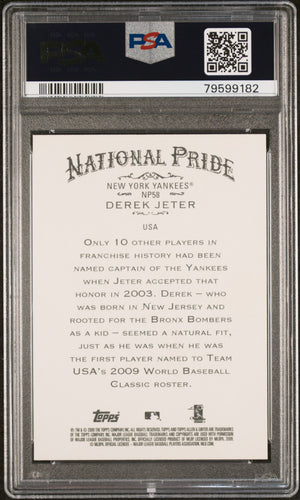 PSA
79599182
NATIONAL PRIDE
NEW YORK YANKEES®
NP58
DEREK JETER
USA
ONLY 10 OTHER PLAYERS IN
FRANCHISE HISTORY HAD BEEN
NAMED CAPTAIN OF THE YANKEES
WHEN JETER ACCEPTED THAT
HONOR IN 2003. DEREK – WHO
WAS BORN IN NEW JERSEY AND
ROOTED FOR THE BRONX BOMBERS
AS A KID – SEEMED A NATURAL FIT,
JUST AS HE WAS WHEN HE WAS
THE FIRST PLAYER NAMED TO TEAM
USA'S 2009 WORLD BASEBALL
CLASSIC ROSTER.
Topps